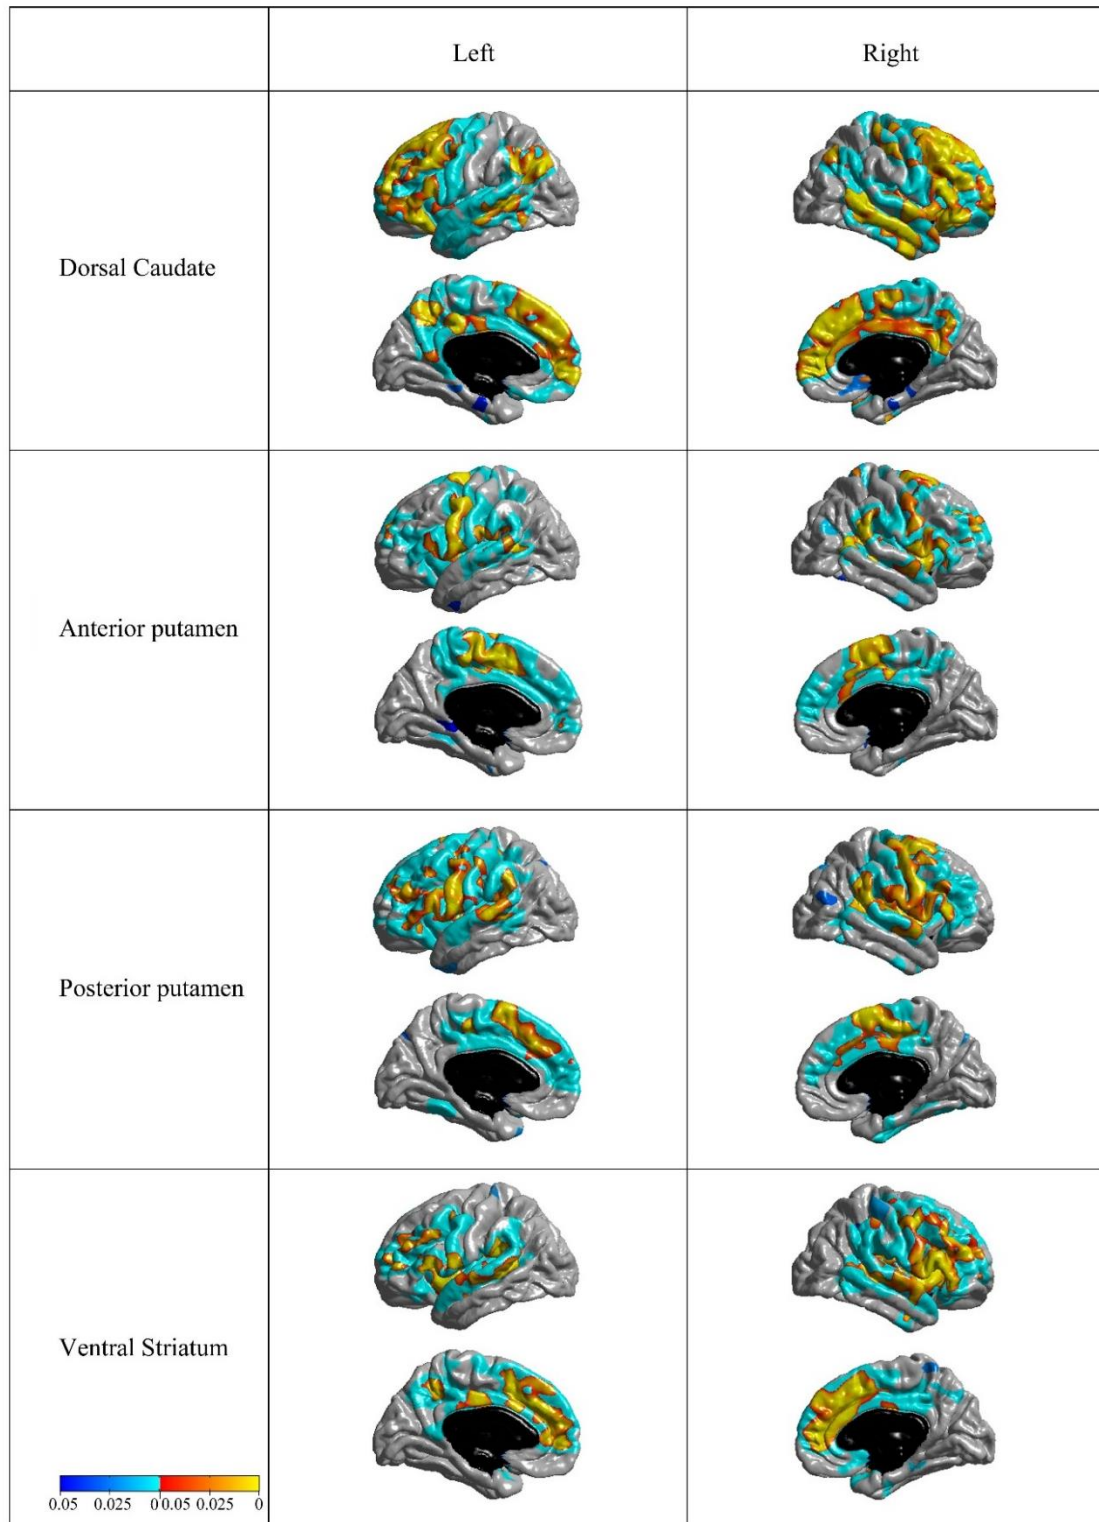 Left
Right
Dorsal Caudate
Anterior putamen
Posterior putamen
Ventral Striatum
0.05 0.025 0 0.05 0.025 0